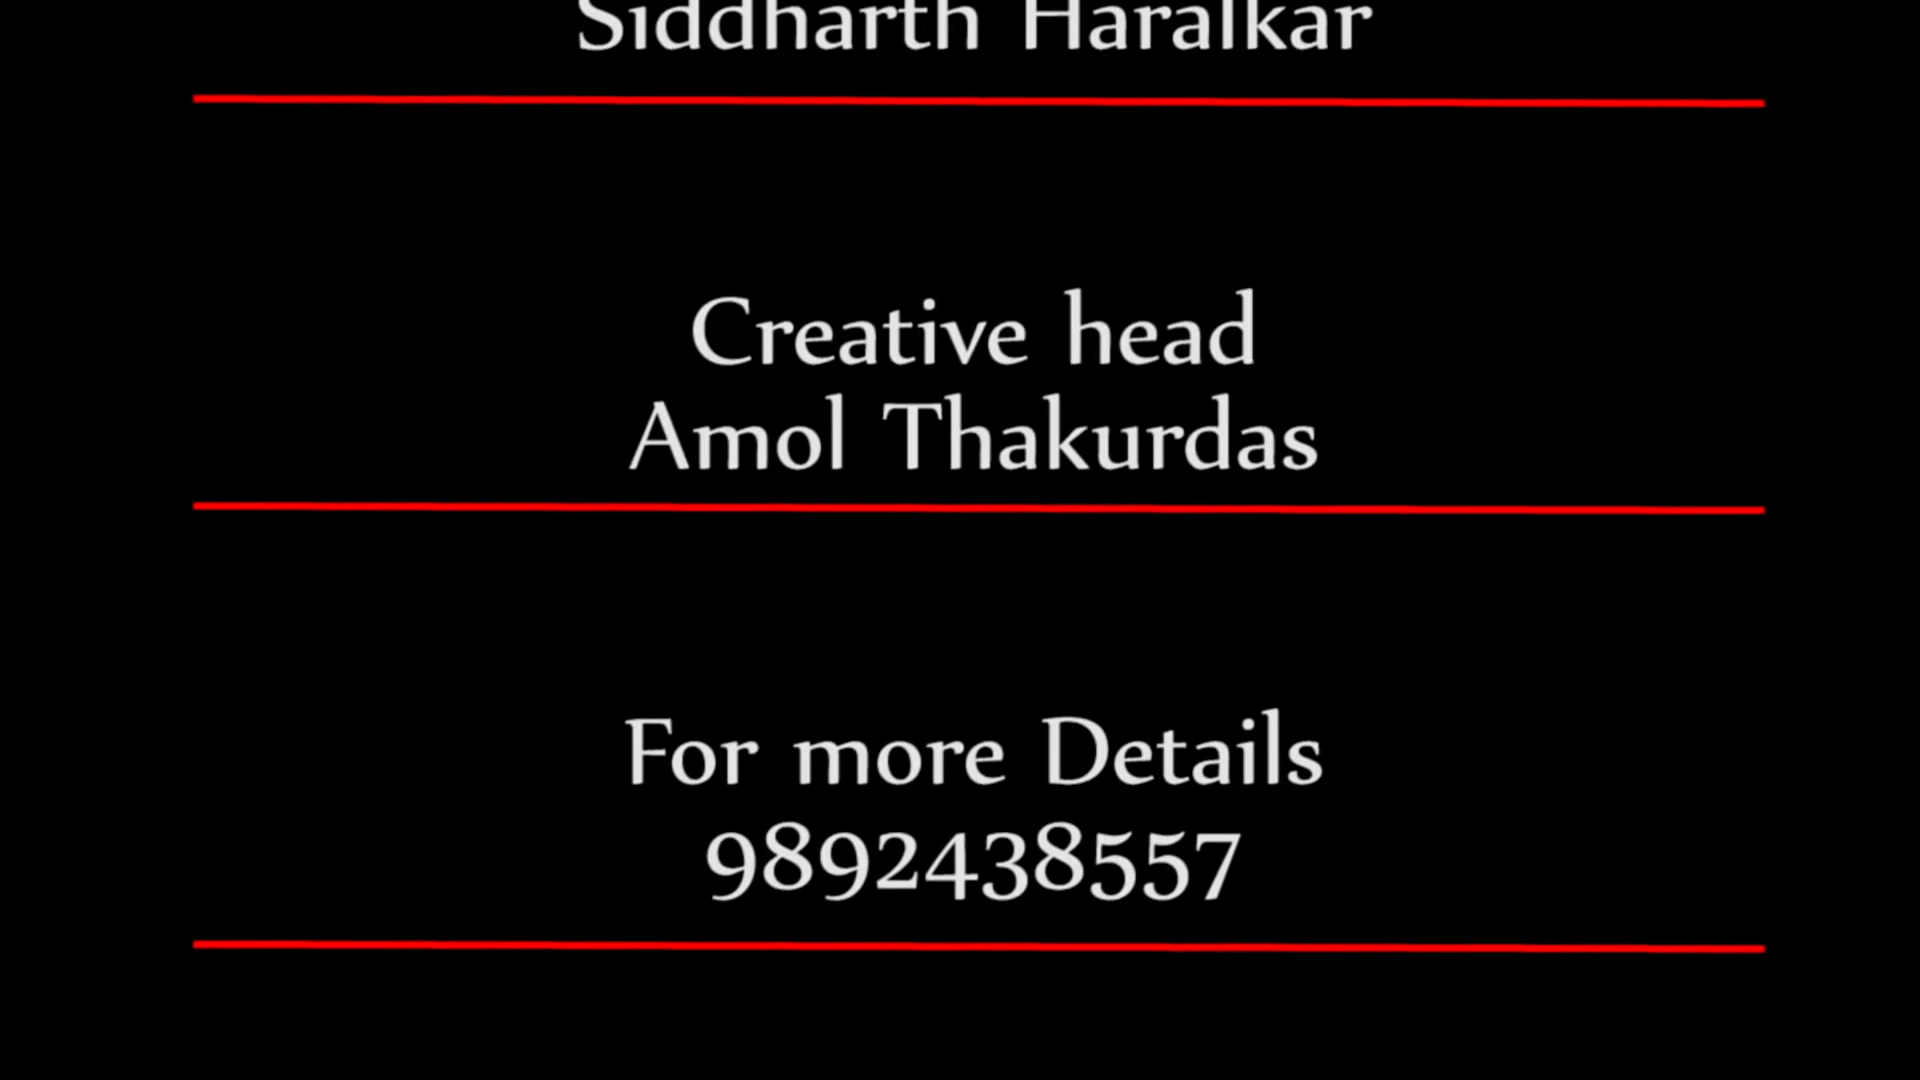 Siddharth Haralkar
Creative head
Amol Thakurdas
For more Details
9892438557